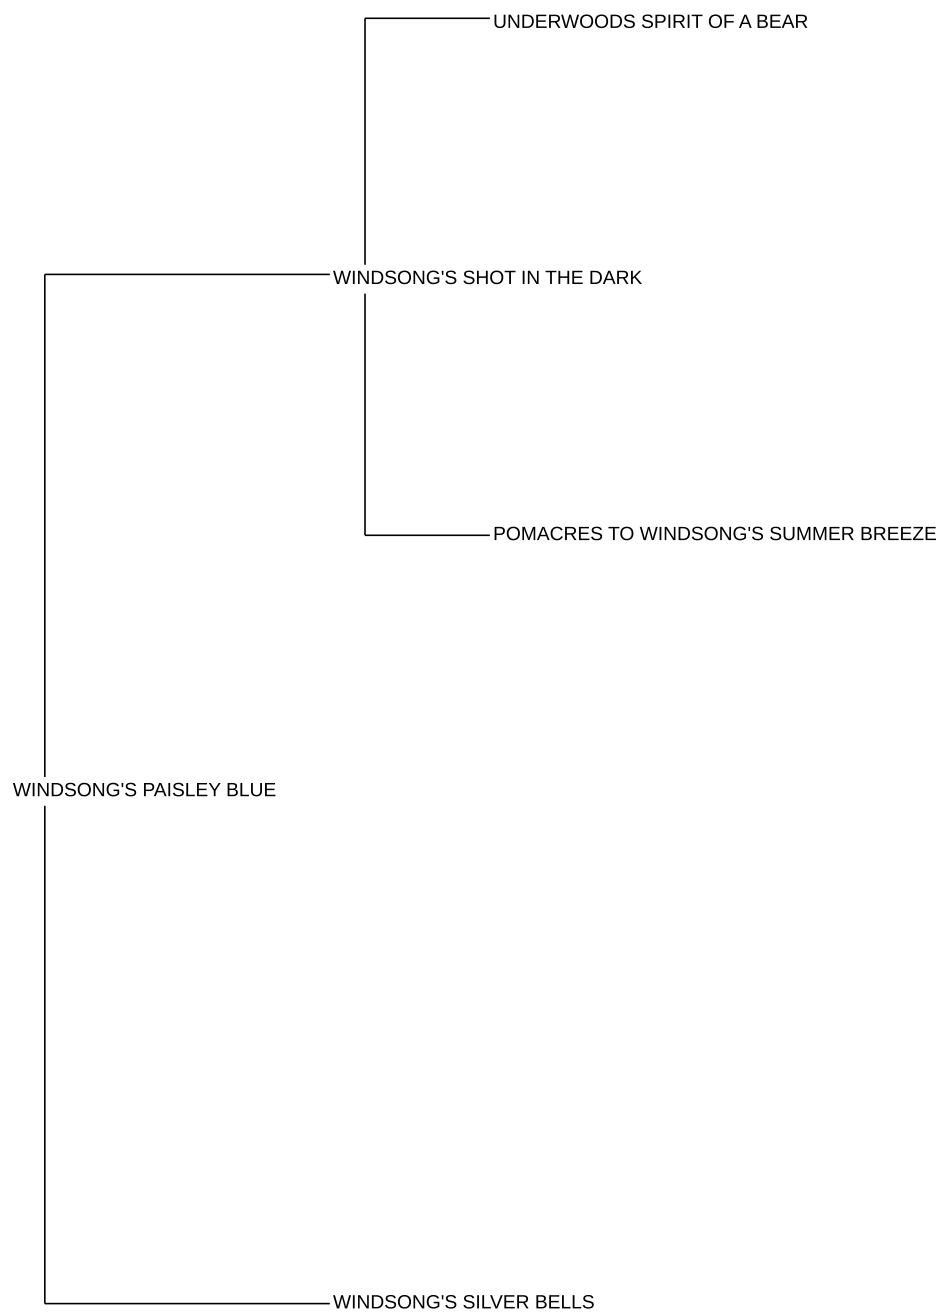 UNDERWOODS SPIRIT OF A BEAR
WINDSONG'S SHOT IN THE DARK
POMACRES TO WINDSONG'S SUMMER BREEZE
WINDSONG'S PAISLEY BLUE
WINDSONG'S SILVER BELLS